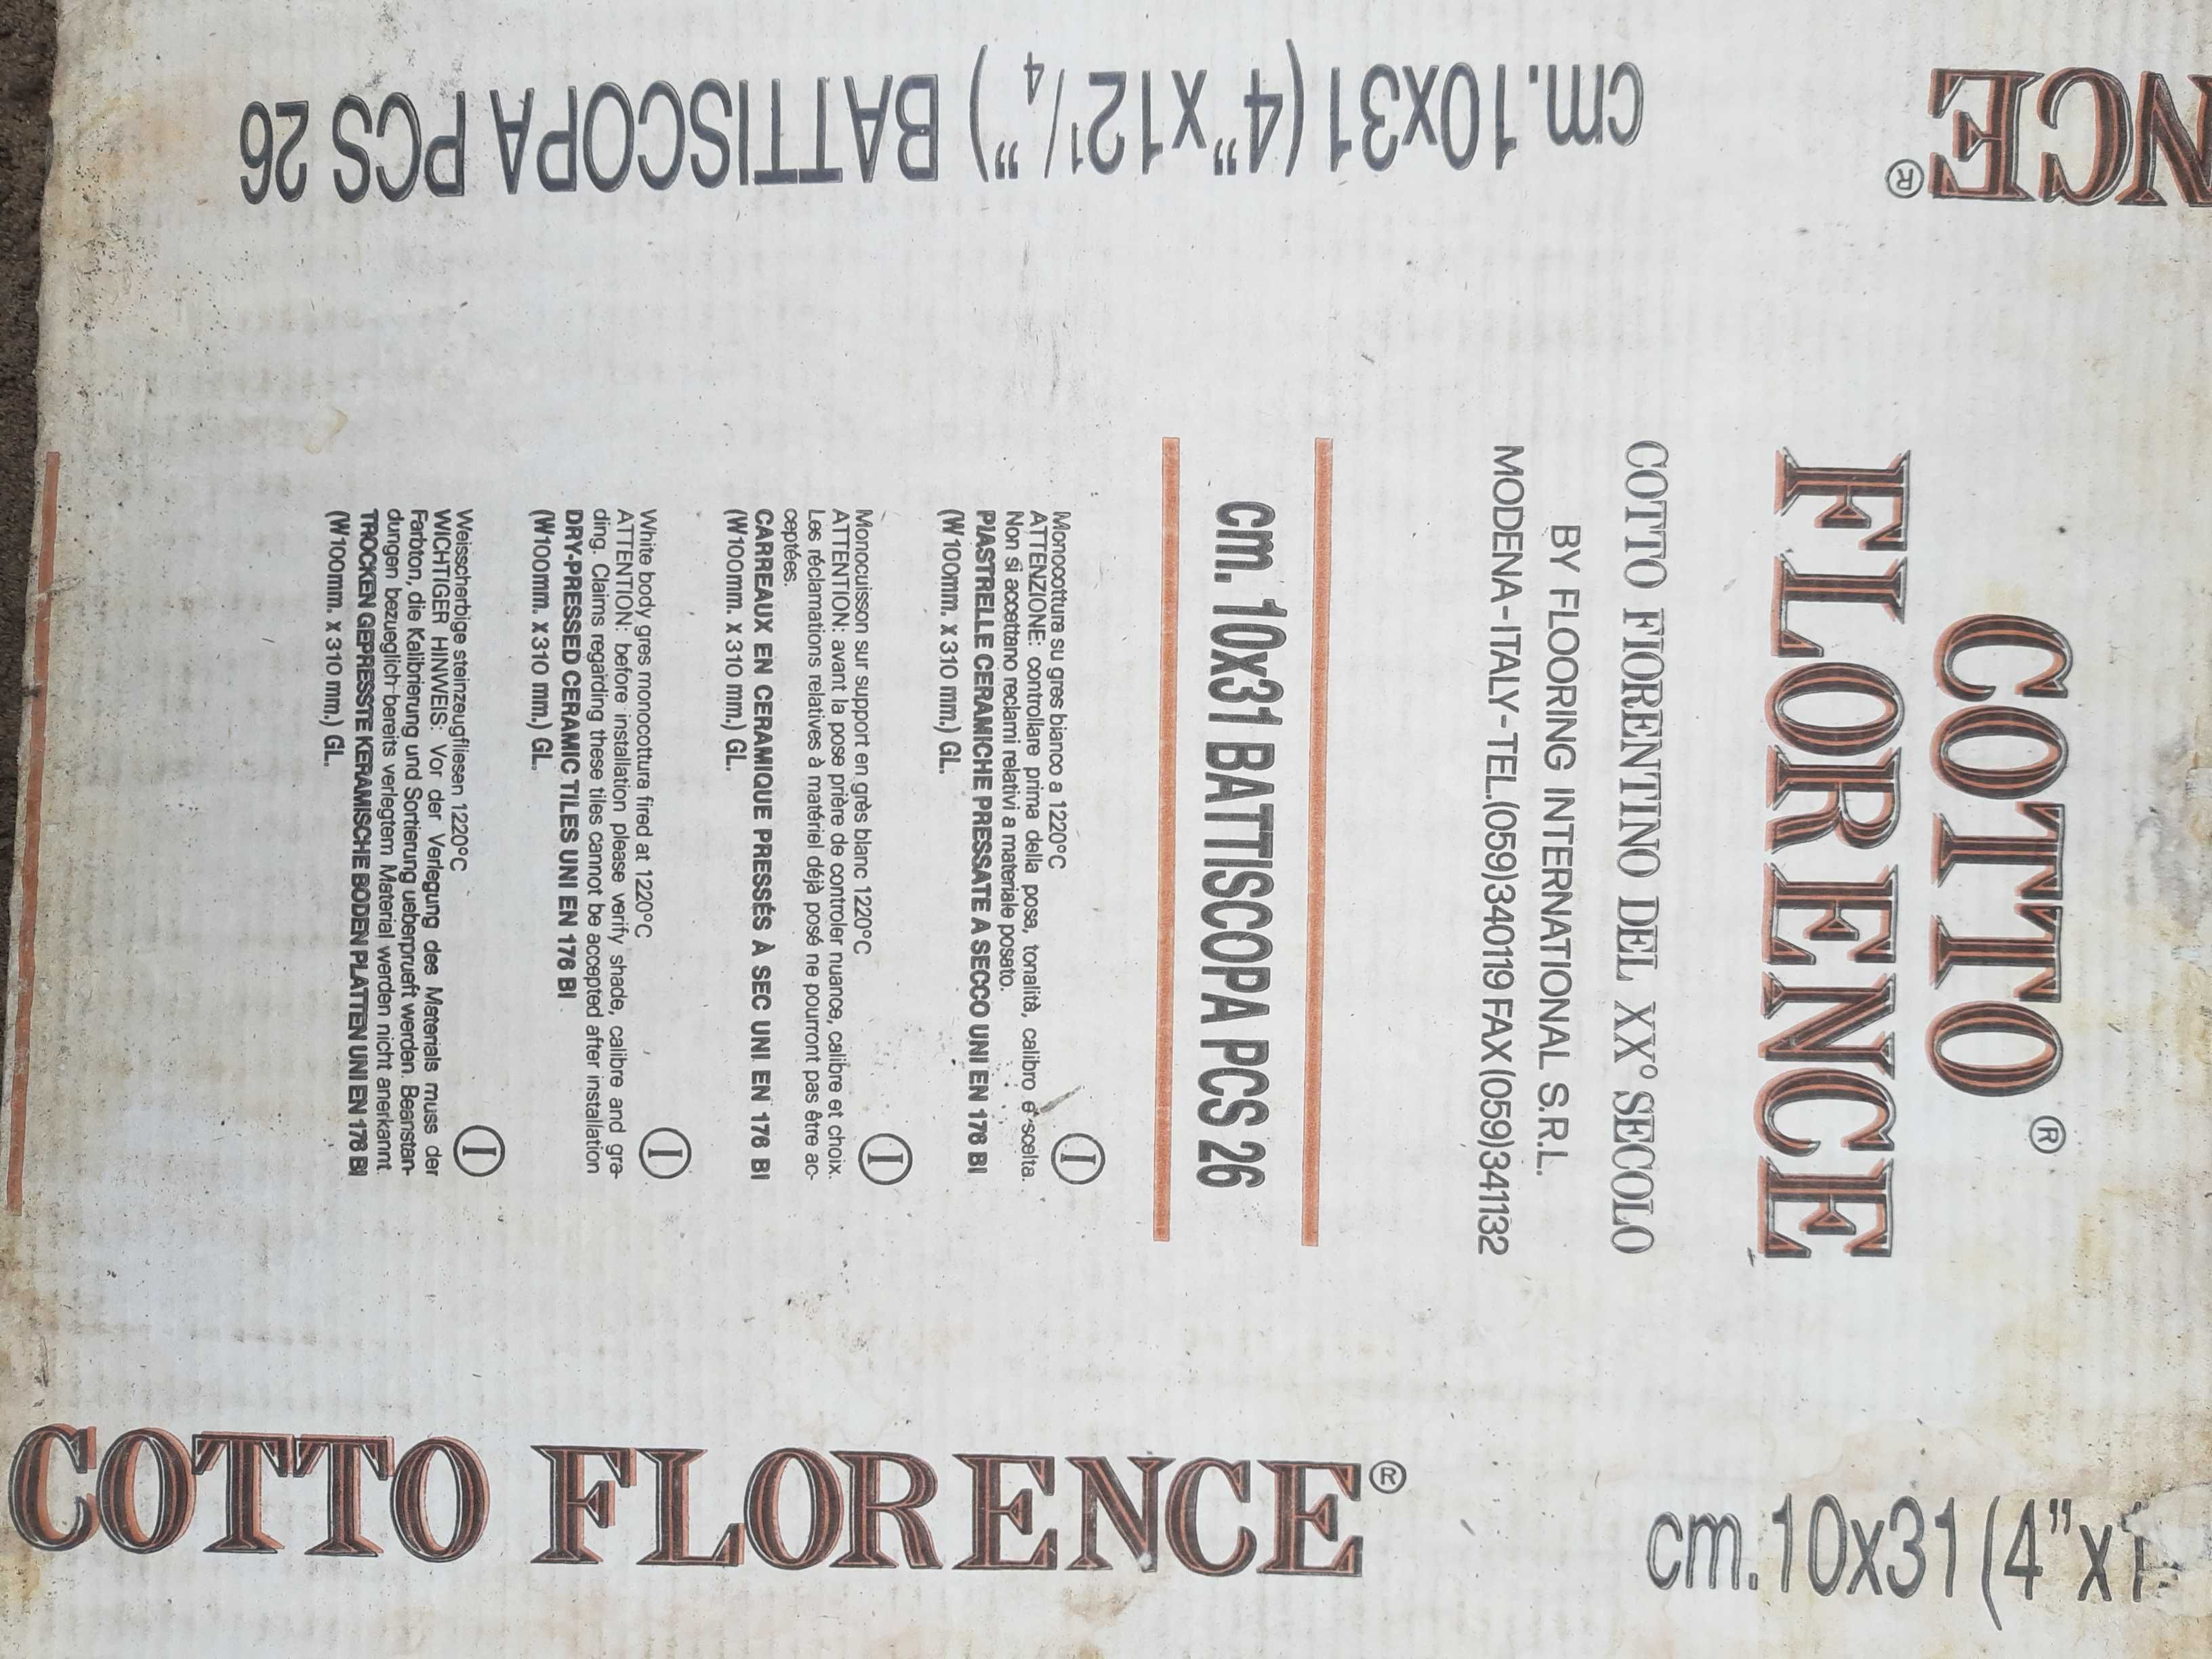 COTTO ®
FLORENCE
COTTO FIORENTINO DEL XX° SECOLO
BY FLOORING INTERNATIONAL S.R.L.
MODENA-ITALY-TEL.(059)340119 FAX(059)341132
cm. 10x31 BATTISCOPA PCS 26
Monocottura su gres bianco a 1220°C
I
ATTENZIONE: controllare prima della posa, tonalità, calibro e scelta.
Non si accettano reclami relativi a materiale posato.
PIASTRELLE CERAMICHE PRESSATE A SECCO UNI EN 176 BI
(W100mm. x 310 mm.) GL.
Monocuisson sur support en grès blanc 1220°C
I
ATTENTION: avant la pose prière de controler nuance, calibre et choix.
Les réclamations relatives à matériel déjà posé ne pourront pas être ac-
ceptées.
CARREAUX EN CERAMIQUE PRESSÉS À SEC UNI EN 176 BI
(W100mm. x 310 mm.) GL.
White body gres monocottura fired at 1220°C
I
ATTENTION: before installation please verify shade, calibre and gra-
ding. Claims regarding these tiles cannot be accepted after installation
DRY-PRESSED CERAMIC TILES UNI EN 176 BI
(W100mm. x 310 mm.) GL.
Weisscherbige steinzeugfliesen 1220°C
I
WICHTIGER HINWEIS: Vor der Verlegung des Materials muss der
Farbton, die Kalibrierung und Sortierung ueberprueft werden. Beanstan-
dungen bezueglich bereits verlegtem Material werden nicht anerkannt.
TROCKEN GEPRESSTE KERAMISCHE BODEN PLATTEN UNI EN 176 BI
(W100mm. x 310 mm.) GL.
COTTO FLORENCE®
cm.10x31(4"x1
NCE®
cm.10x31(4"x12 1/4") BATTISCOPA PCS 26